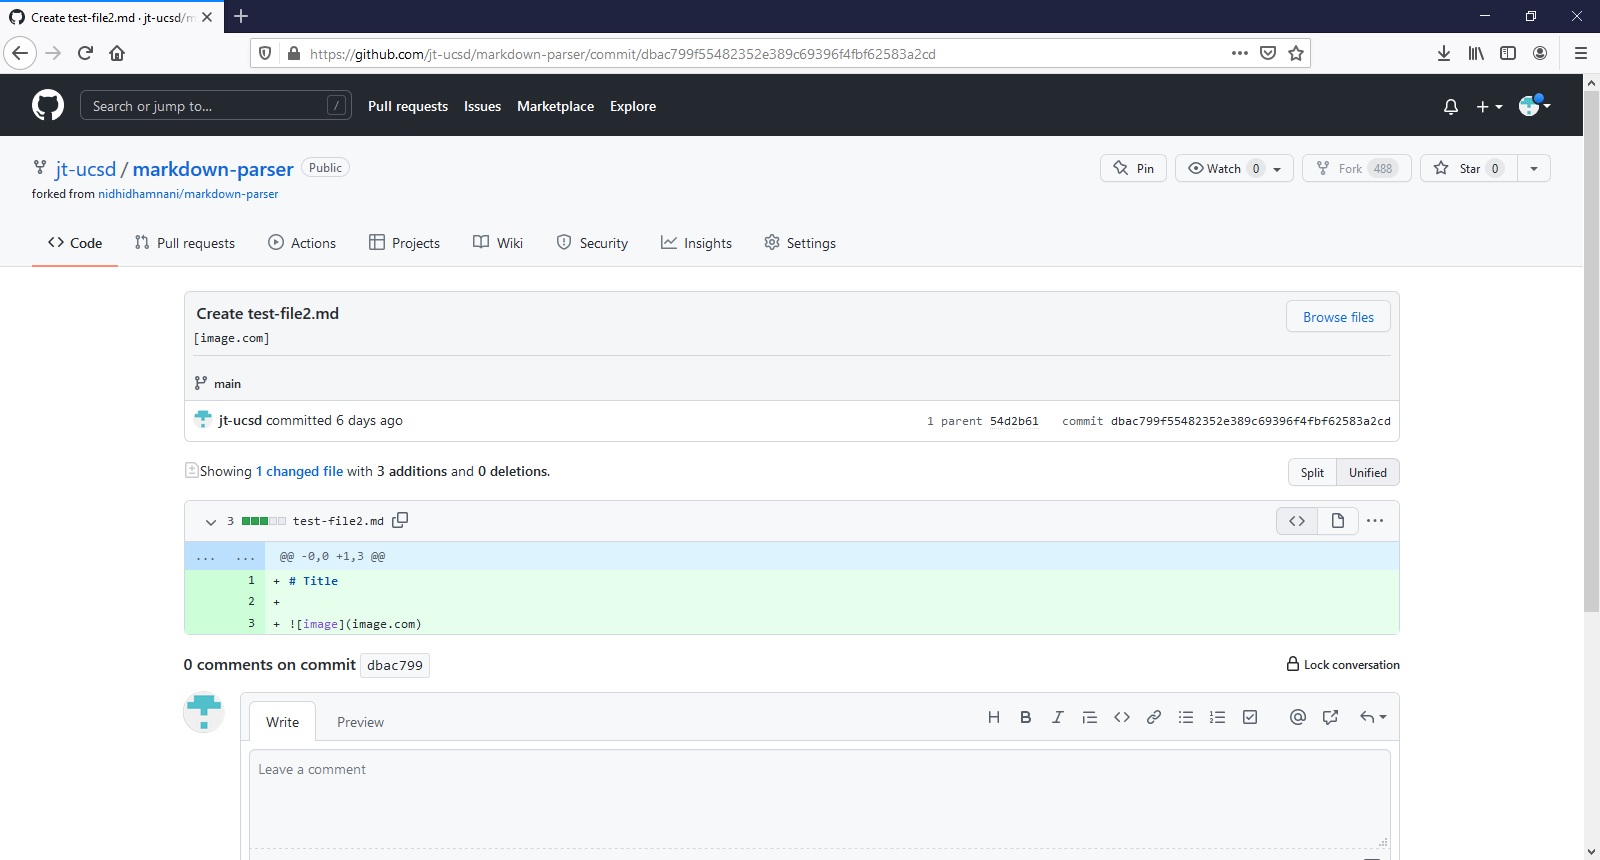 Create test-file2.md · jt-ucsd/m
https://github.com/jt-ucsd/markdown-parser/commit/dbac799f55482352e389c69396f4fbf62583a2cd
Search or jump to... /
Pull requests Issues Marketplace Explore
jt-ucsd / markdown-parser Public
Pin Watch 0 Fork 488 Star 0
forked from nidhidhamnani/markdown-parser
Code Pull requests Actions Projects Wiki Security Insights Settings
Create test-file2.md
Browse files
[image.com]
main
jt-ucsd committed 6 days ago 1 parent 54d2b61 commit dbac799f55482352e389c69396f4fbf62583a2cd
Showing 1 changed file with 3 additions and 0 deletions.
Split Unified
3 test-file2.md
... ... @@ -0,0 +1,3 @@
1 + # Title
2 +
3 + ![image](image.com)
0 comments on commit dbac799
Lock conversation
Write Preview
Leave a comment